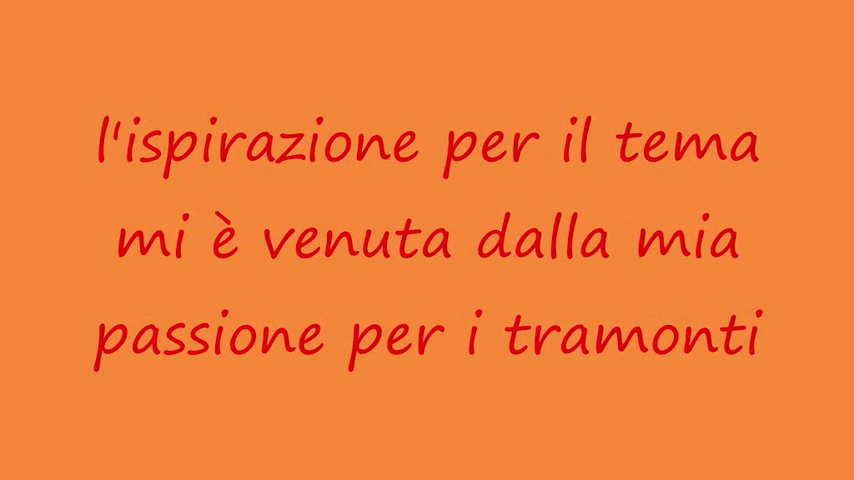 l'ispirazione per il tema
mi è venuta dalla mia
passione per i tramonti